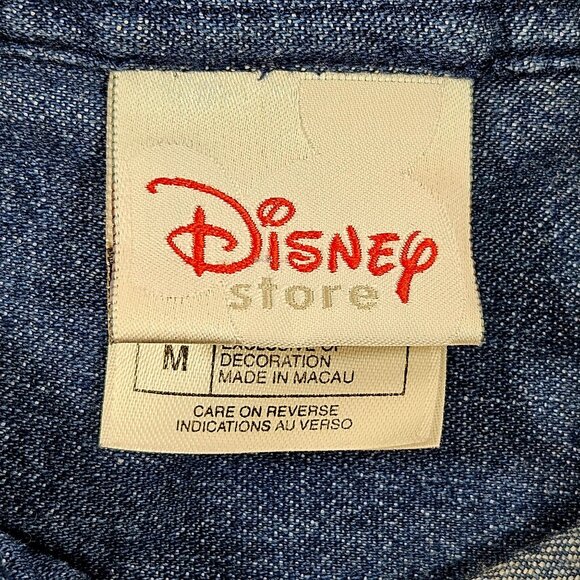 Disney
store
M
EXCLUSIVE OF
DECORATION
MADE IN MACAU
CARE ON REVERSE
INDICATIONS AU VERSO